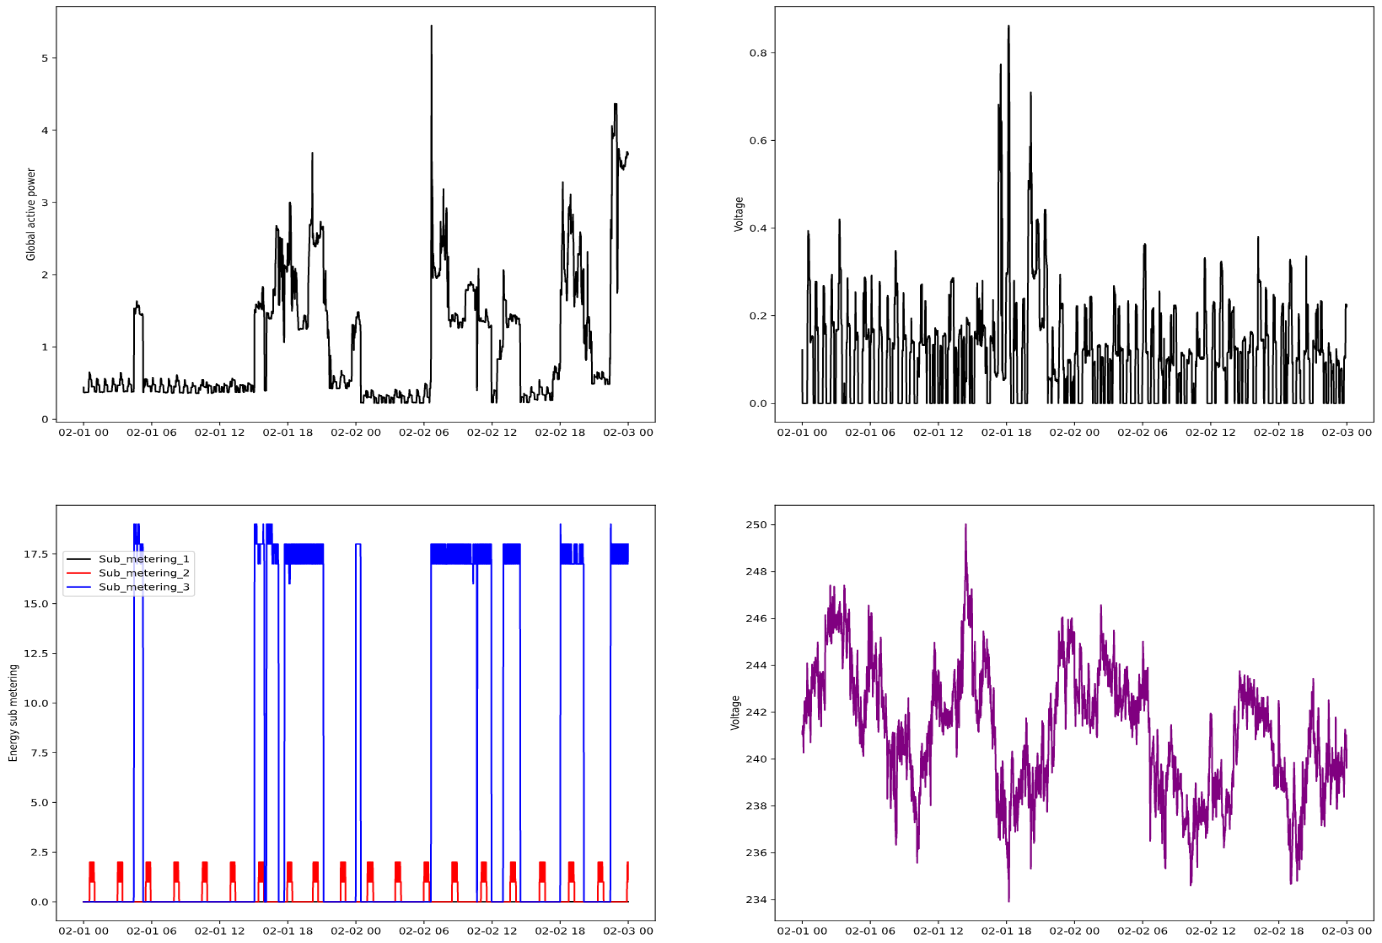 Global active power
5
4
3
2
1
0
02-01 00 02-01 06 02-01 12 02-01 18 02-02 00 02-02 06 02-02 12 02-02 18 02-03 00
Voltage
0.8
0.6
0.4
0.2
0.0
02-01 00 02-01 06 02-01 12 02-01 18 02-02 00 02-02 06 02-02 12 02-02 18 02-03 00
Energy sub metering
17.5
15.0
12.5
10.0
7.5
5.0
2.5
0.0
Sub_metering_1
Sub_metering_2
Sub_metering_3
02-01 00 02-01 06 02-01 12 02-01 18 02-02 00 02-02 06 02-02 12 02-02 18 02-03 00
Voltage
250
248
246
244
242
240
238
236
234
02-01 00 02-01 06 02-01 12 02-01 18 02-02 00 02-02 06 02-02 12 02-02 18 02-03 00